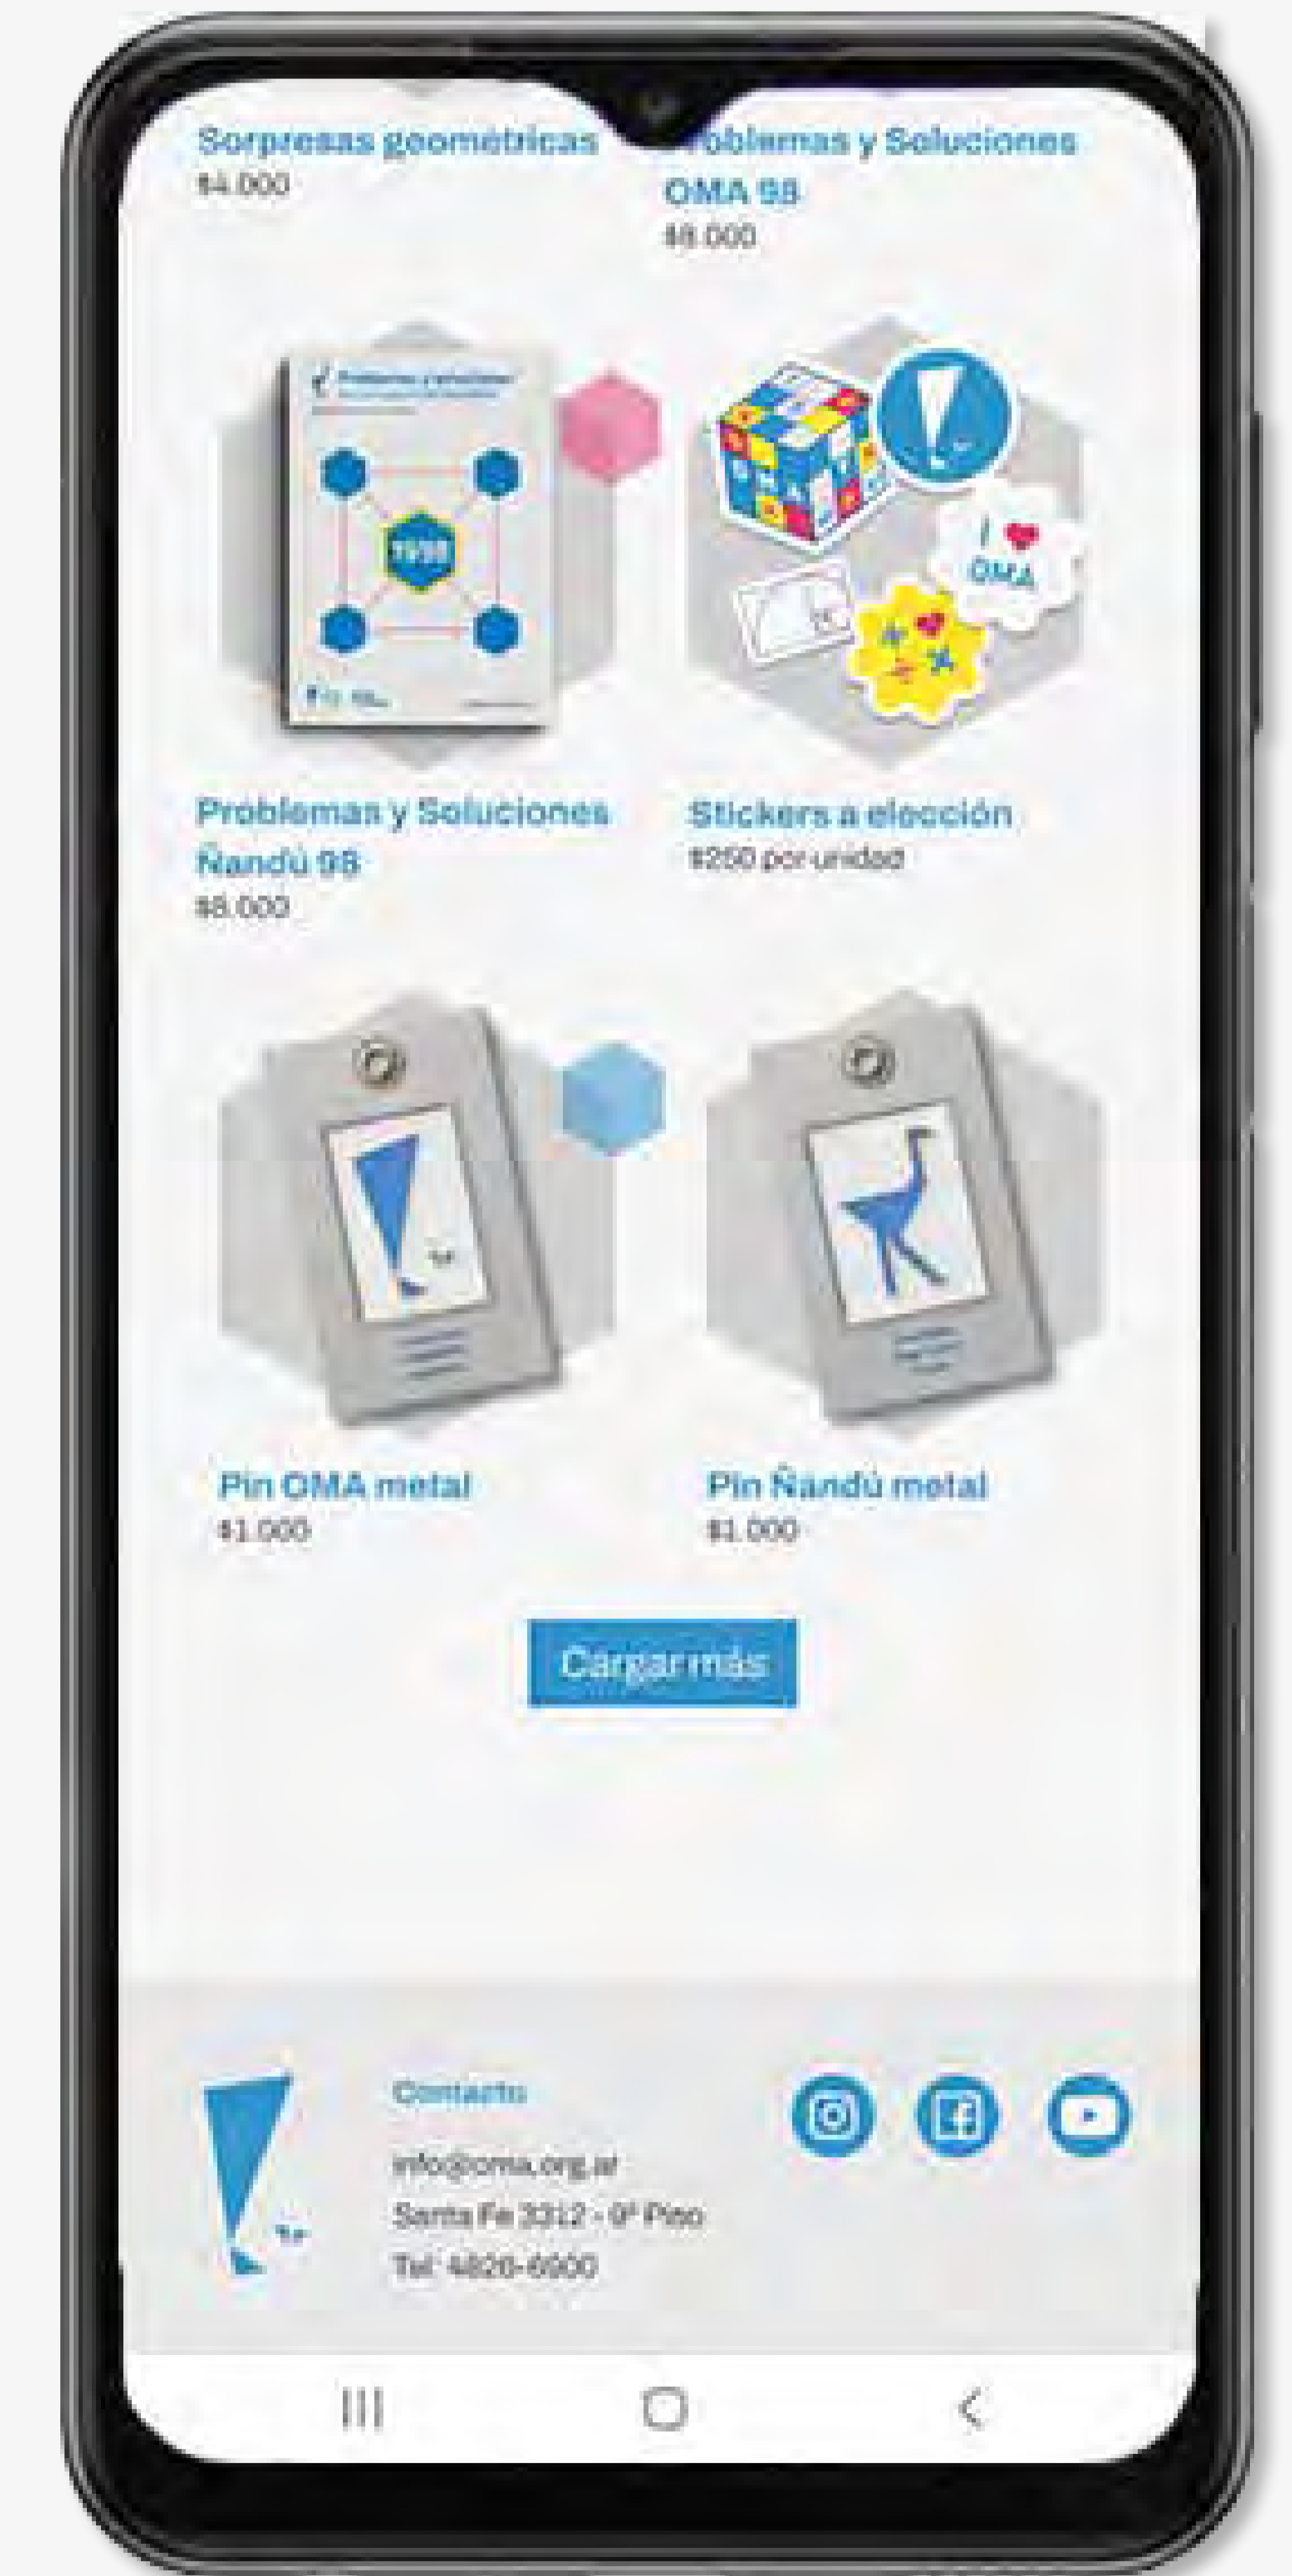 Sorpresas geométricas
$4.000
Problemas y Soluciones
OMA 98
$8.000
I
OMA
Problemas y Soluciones
Ñandú 98
$8.000
Stickers a elección
$250 por unidad
Pin OMA metal
$1.000
Pin Ñandú metal
$1.000
Cargar más
Contacto
info@oma.org.ar
Santa Fe 3312 - 9º Piso
Tel: 4826-8900